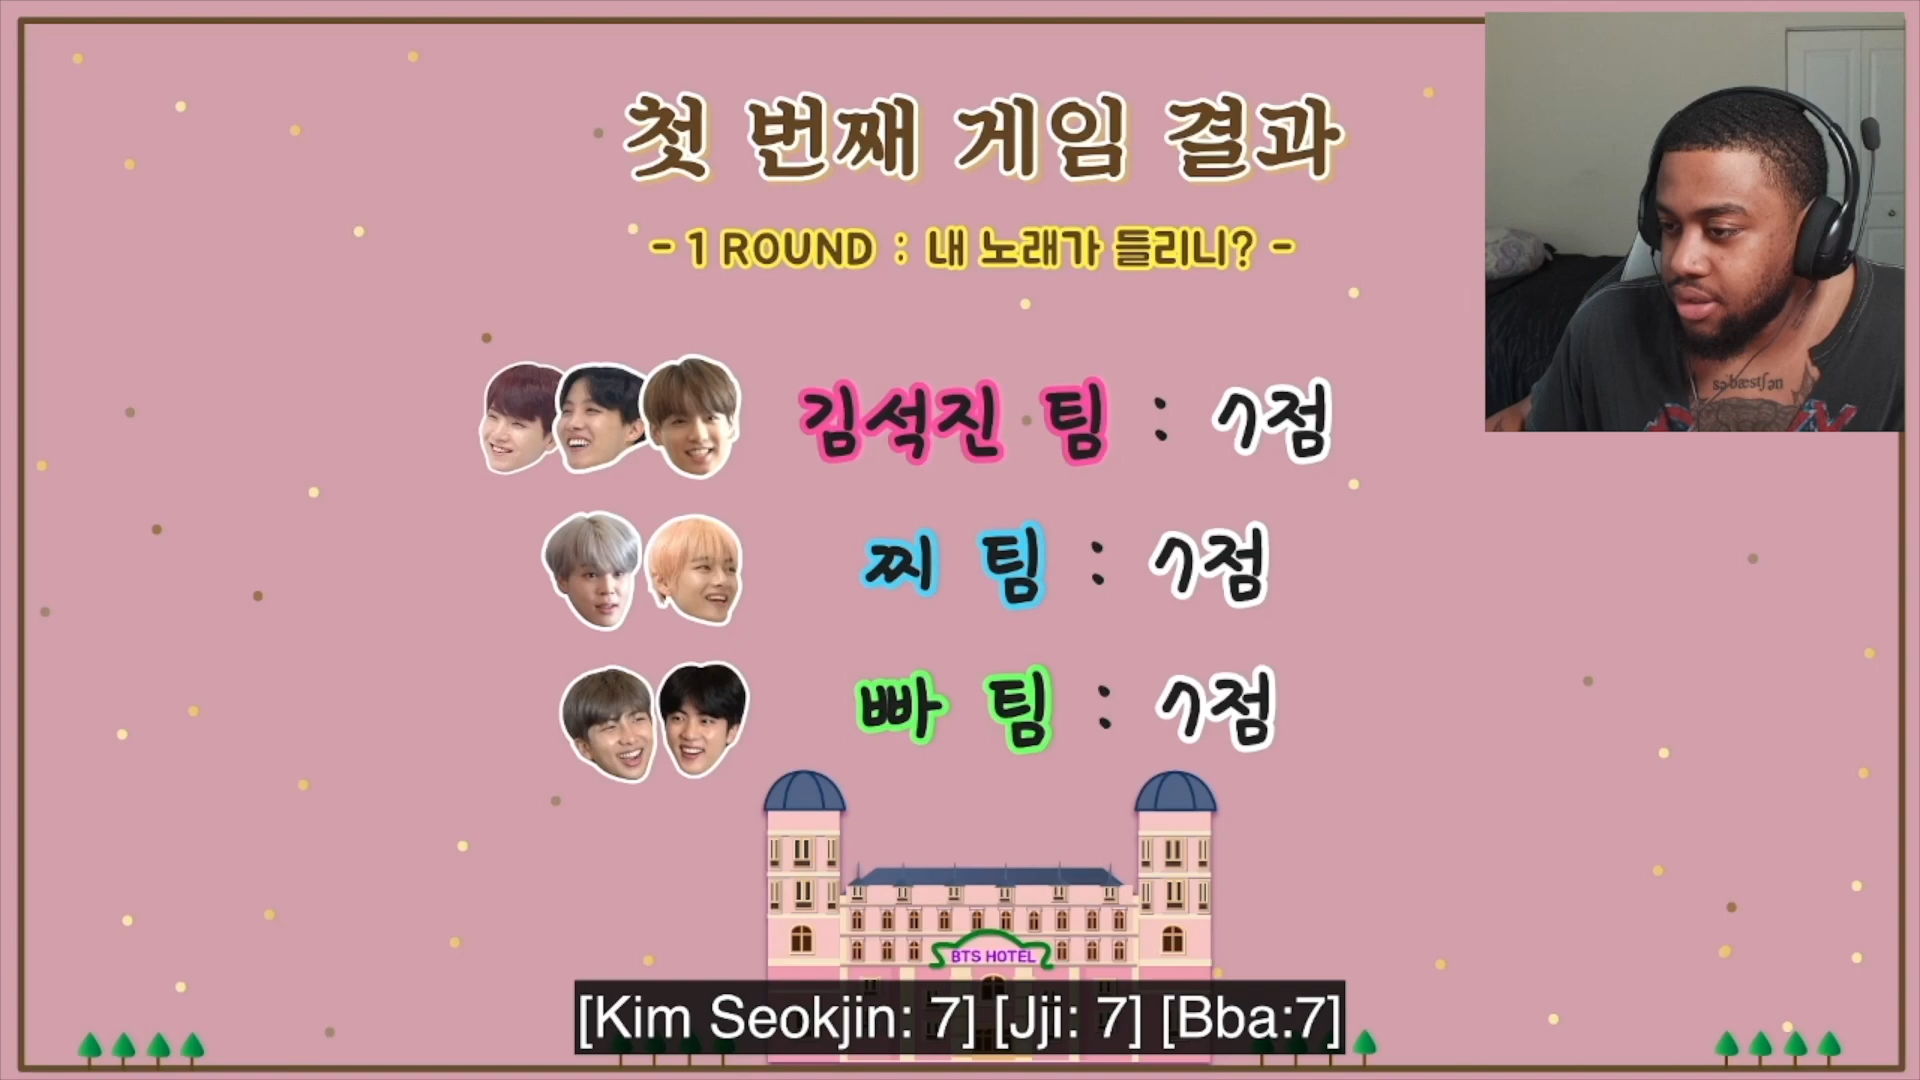 첫 번째 게임 결과
- 1 ROUND : 내 노래가 들리니? -
김석진 팀 : 7점
찌 팀 : 7점
빠 팀 : 7점
səˈbæstʃən
BTS HOTEL
[Kim Seokjin: 7] [Jji: 7] [Bba:7]